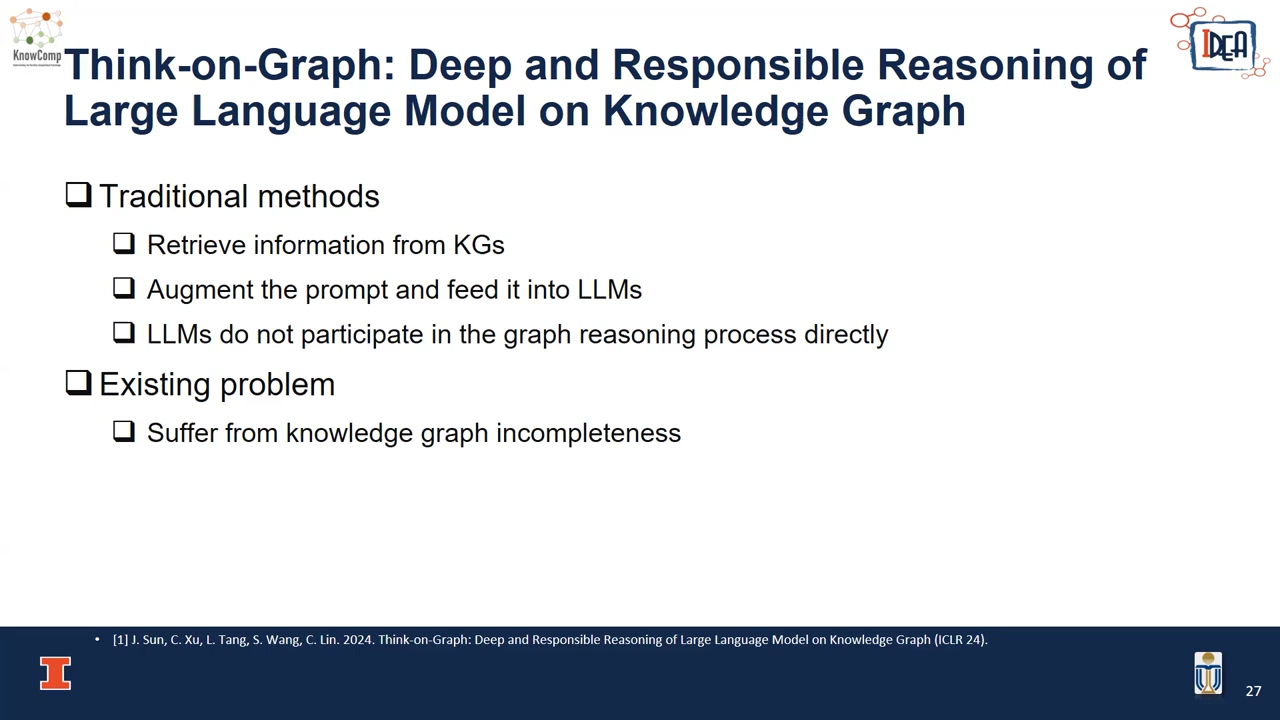 KnowComp
IDEA
Think-on-Graph: Deep and Responsible Reasoning of
Large Language Model on Knowledge Graph
Traditional methods
Retrieve information from KGs
Augment the prompt and feed it into LLMs
LLMs do not participate in the graph reasoning process directly
Existing problem
Suffer from knowledge graph incompleteness
• [1] J. Sun, C. Xu, L. Tang, S. Wang, C. Lin. 2024. Think-on-Graph: Deep and Responsible Reasoning of Large Language Model on Knowledge Graph (ICLR 24).
I
27